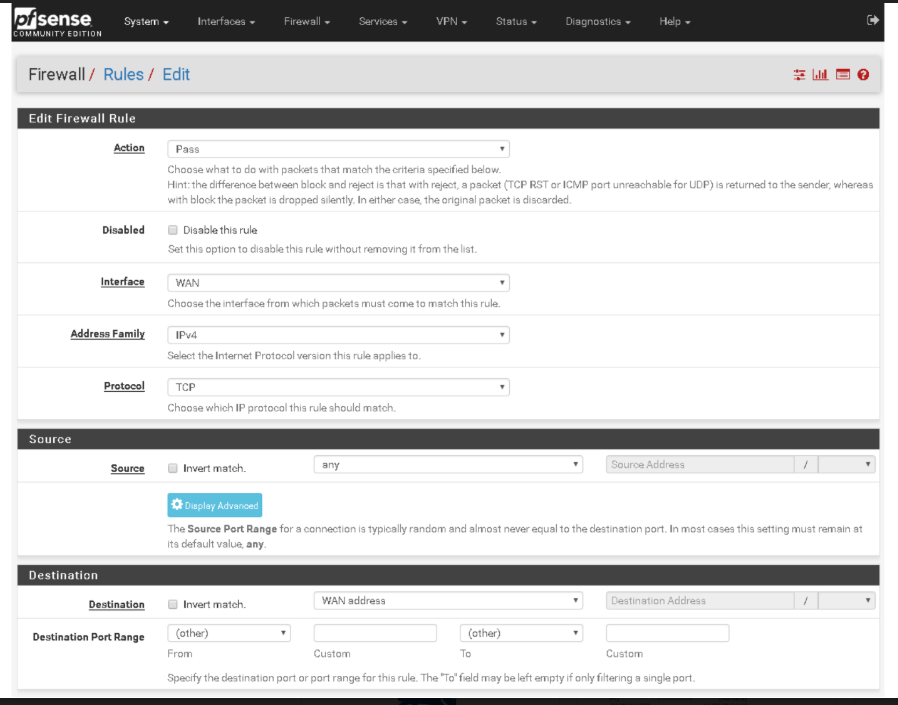 pfsense
COMMUNITY EDITION
System Interfaces Firewall Services VPN Status Diagnostics Help
Firewall / Rules / Edit
Edit Firewall Rule
Action Pass
Choose what to do with packets that match the criteria specified below.
Hint: the difference between block and reject is that with reject, a packet (TCP RST or ICMP port unreachable for UDP) is returned to the sender, whereas
with block the packet is dropped silently. In either case, the original packet is discarded.
Disabled Disable this rule
Set this option to disable this rule without removing it from the list.
Interface WAN
Choose the interface from which packets must come to match this rule.
Address Family IPv4
Select the Internet Protocol version this rule applies to.
Protocol TCP
Choose which IP protocol this rule should match.
Source
Source Invert match. any Source Address /
Display Advanced
The Source Port Range for a connection is typically random and almost never equal to the destination port. In most cases this setting must remain at
its default value, any.
Destination
Destination Invert match. WAN address Destination Address /
Destination Port Range (other) (other)
From Custom To Custom
Specify the destination port or port range for this rule. The "To" field may be left empty if only filtering a single port.